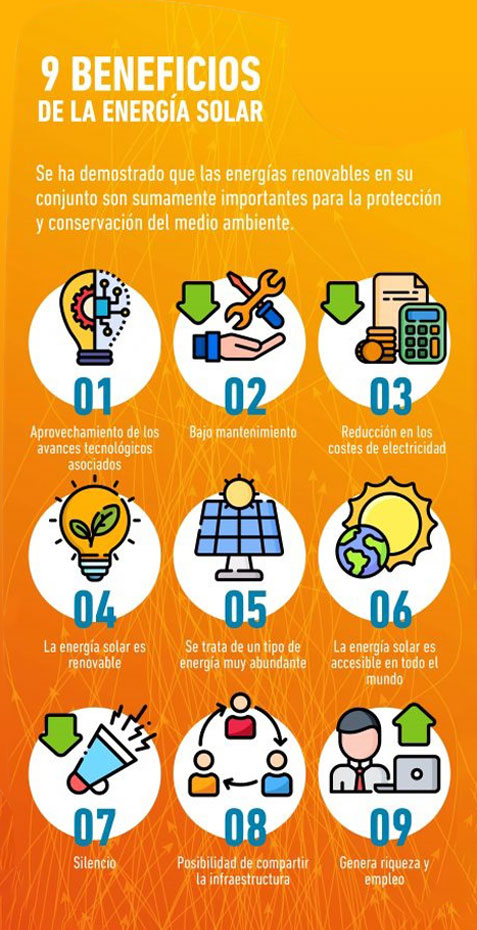 9 BENEFICIOS
DE LA ENERGÍA SOLAR
Se ha demostrado que las energías renovables en su
conjunto son sumamente importantes para la protección
y conservación del medio ambiente.
01
Aprovechamiento de los
avances tecnológicos
asociados
02
Bajo mantenimiento
03
Reducción en los
costes de electricidad
04
La energía solar es
renovable
05
Se trata de un tipo de
energía muy abundante
06
La energía solar es
accesible en todo el
mundo
07
Silencio
08
Posibilidad de compartir
la infraestructura
09
Genera riqueza y
empleo